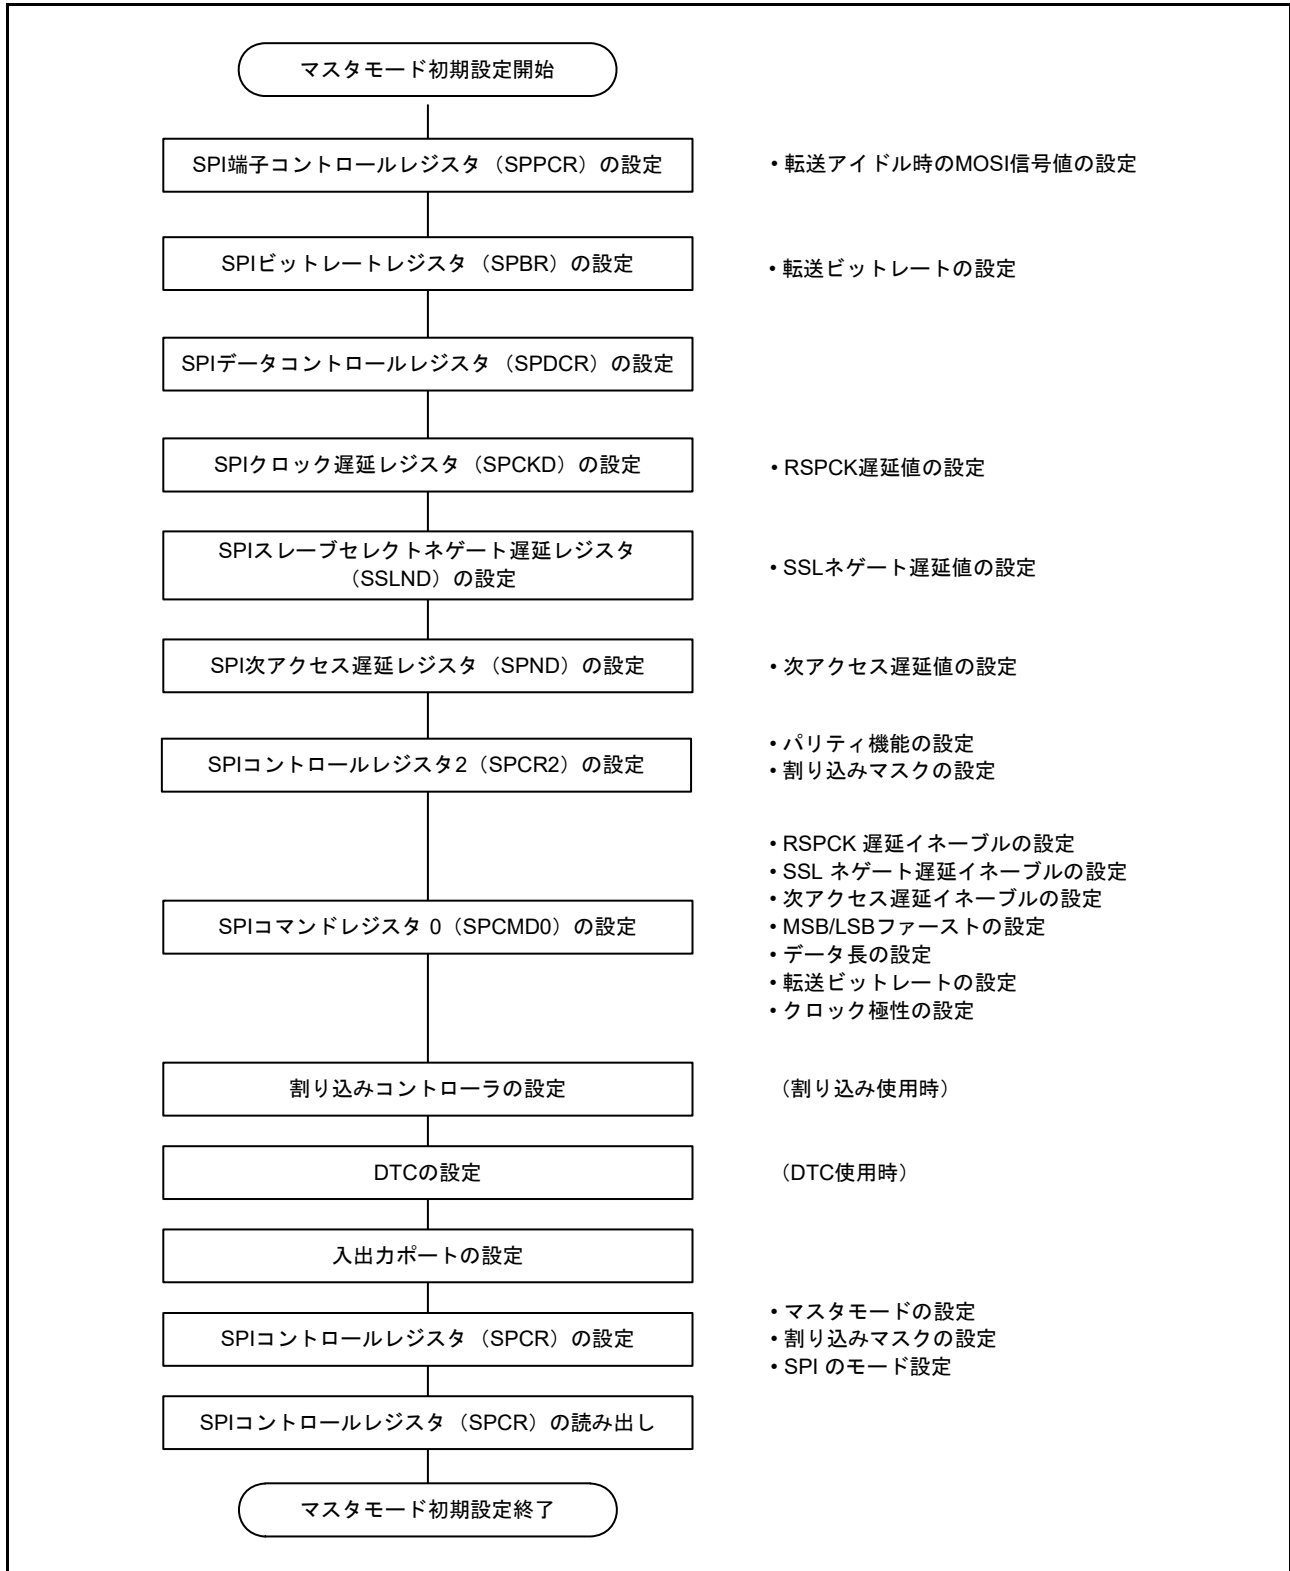 マスタモード初期設定開始
SPI端子コントロールレジスタ（SPPCR）の設定
• 転送アイドル時のMOSI信号値の設定
SPIビットレートレジスタ（SPBR）の設定
• 転送ビットレートの設定
SPIデータコントロールレジスタ（SPDCR）の設定
SPIクロック遅延レジスタ（SPCKD）の設定
• RSPCK遅延値の設定
SPIスレーブセレクトネゲート遅延レジスタ
（SSLND）の設定
• SSLネゲート遅延値の設定
SPI次アクセス遅延レジスタ（SPND）の設定
• 次アクセス遅延値の設定
SPIコントロールレジスタ2（SPCR2）の設定
• パリティ機能の設定
• 割り込みマスクの設定
SPIコマンドレジスタ 0（SPCMD0）の設定
• RSPCK 遅延イネーブルの設定
• SSL ネゲート遅延イネーブルの設定
• 次アクセス遅延イネーブルの設定
• MSB/LSBファーストの設定
• データ長の設定
• 転送ビットレートの設定
• クロック極性の設定
割り込みコントローラの設定
（割り込み使用時）
DTCの設定
（DTC使用時）
入出力ポートの設定
SPIコントロールレジスタ（SPCR）の設定
• マスタモードの設定
• 割り込みマスクの設定
• SPI のモード設定
SPIコントロールレジスタ（SPCR）の読み出し
マスタモード初期設定終了